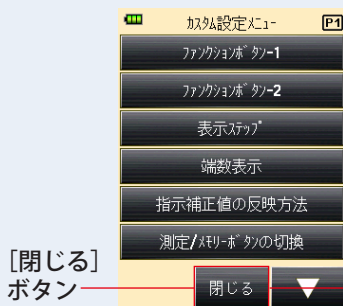 カスタム設定メニュー P1
ファンクションボタン-1
ファンクションボタン-2
表示ステップ
端数表示
指示補正値の反映方法
測定/メモリーボタンの切換
[閉じる]
ボタン
閉じる